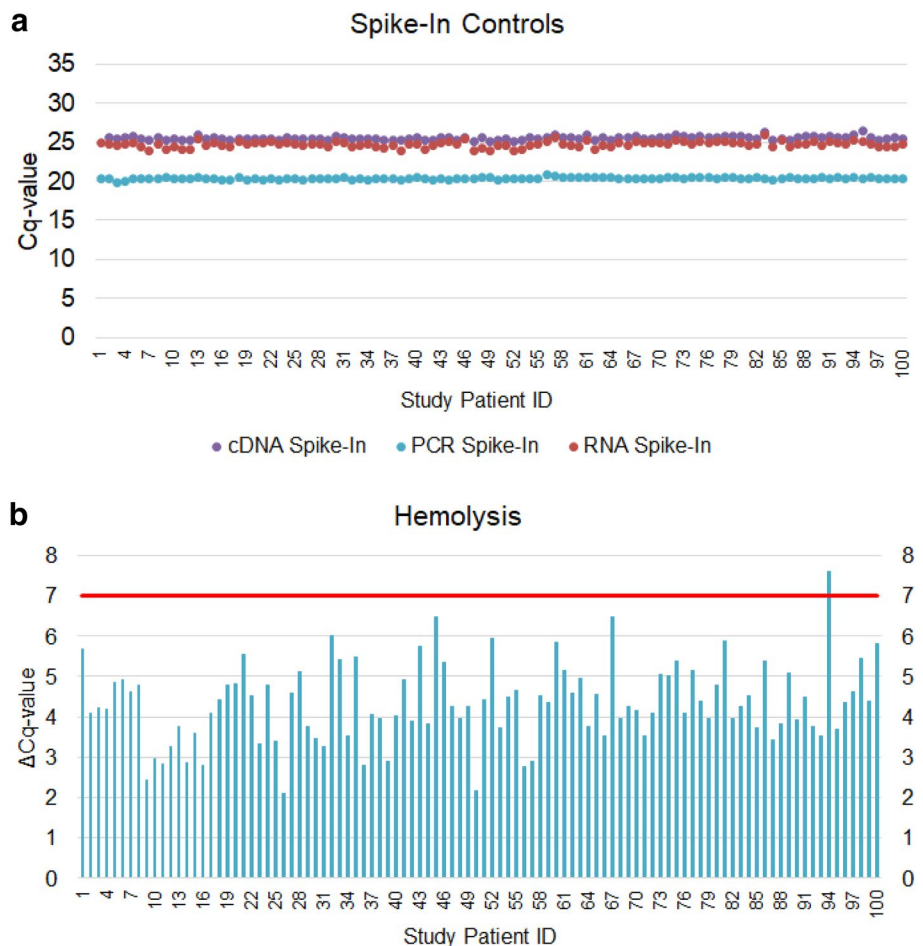 a
Spike-In Controls
35
30
25
20
15
10
5
0
Cq-value
1 4 7 10 13 16 19 22 25 28 31 34 37 40 43 46 49 52 55 58 61 64 67 70 73 76 79 82 85 88 91 94 97 100
Study Patient ID
cDNA Spike-In PCR Spike-In RNA Spike-In
b
Hemolysis
8 8
7 7
6 6
5 5
4 4
3 3
2 2
1 1
0 0
ΔCq-value
1 4 7 10 13 16 19 22 25 28 31 34 37 40 43 46 49 52 55 58 61 64 67 70 73 76 79 82 85 88 91 94 97 100
Study Patient ID